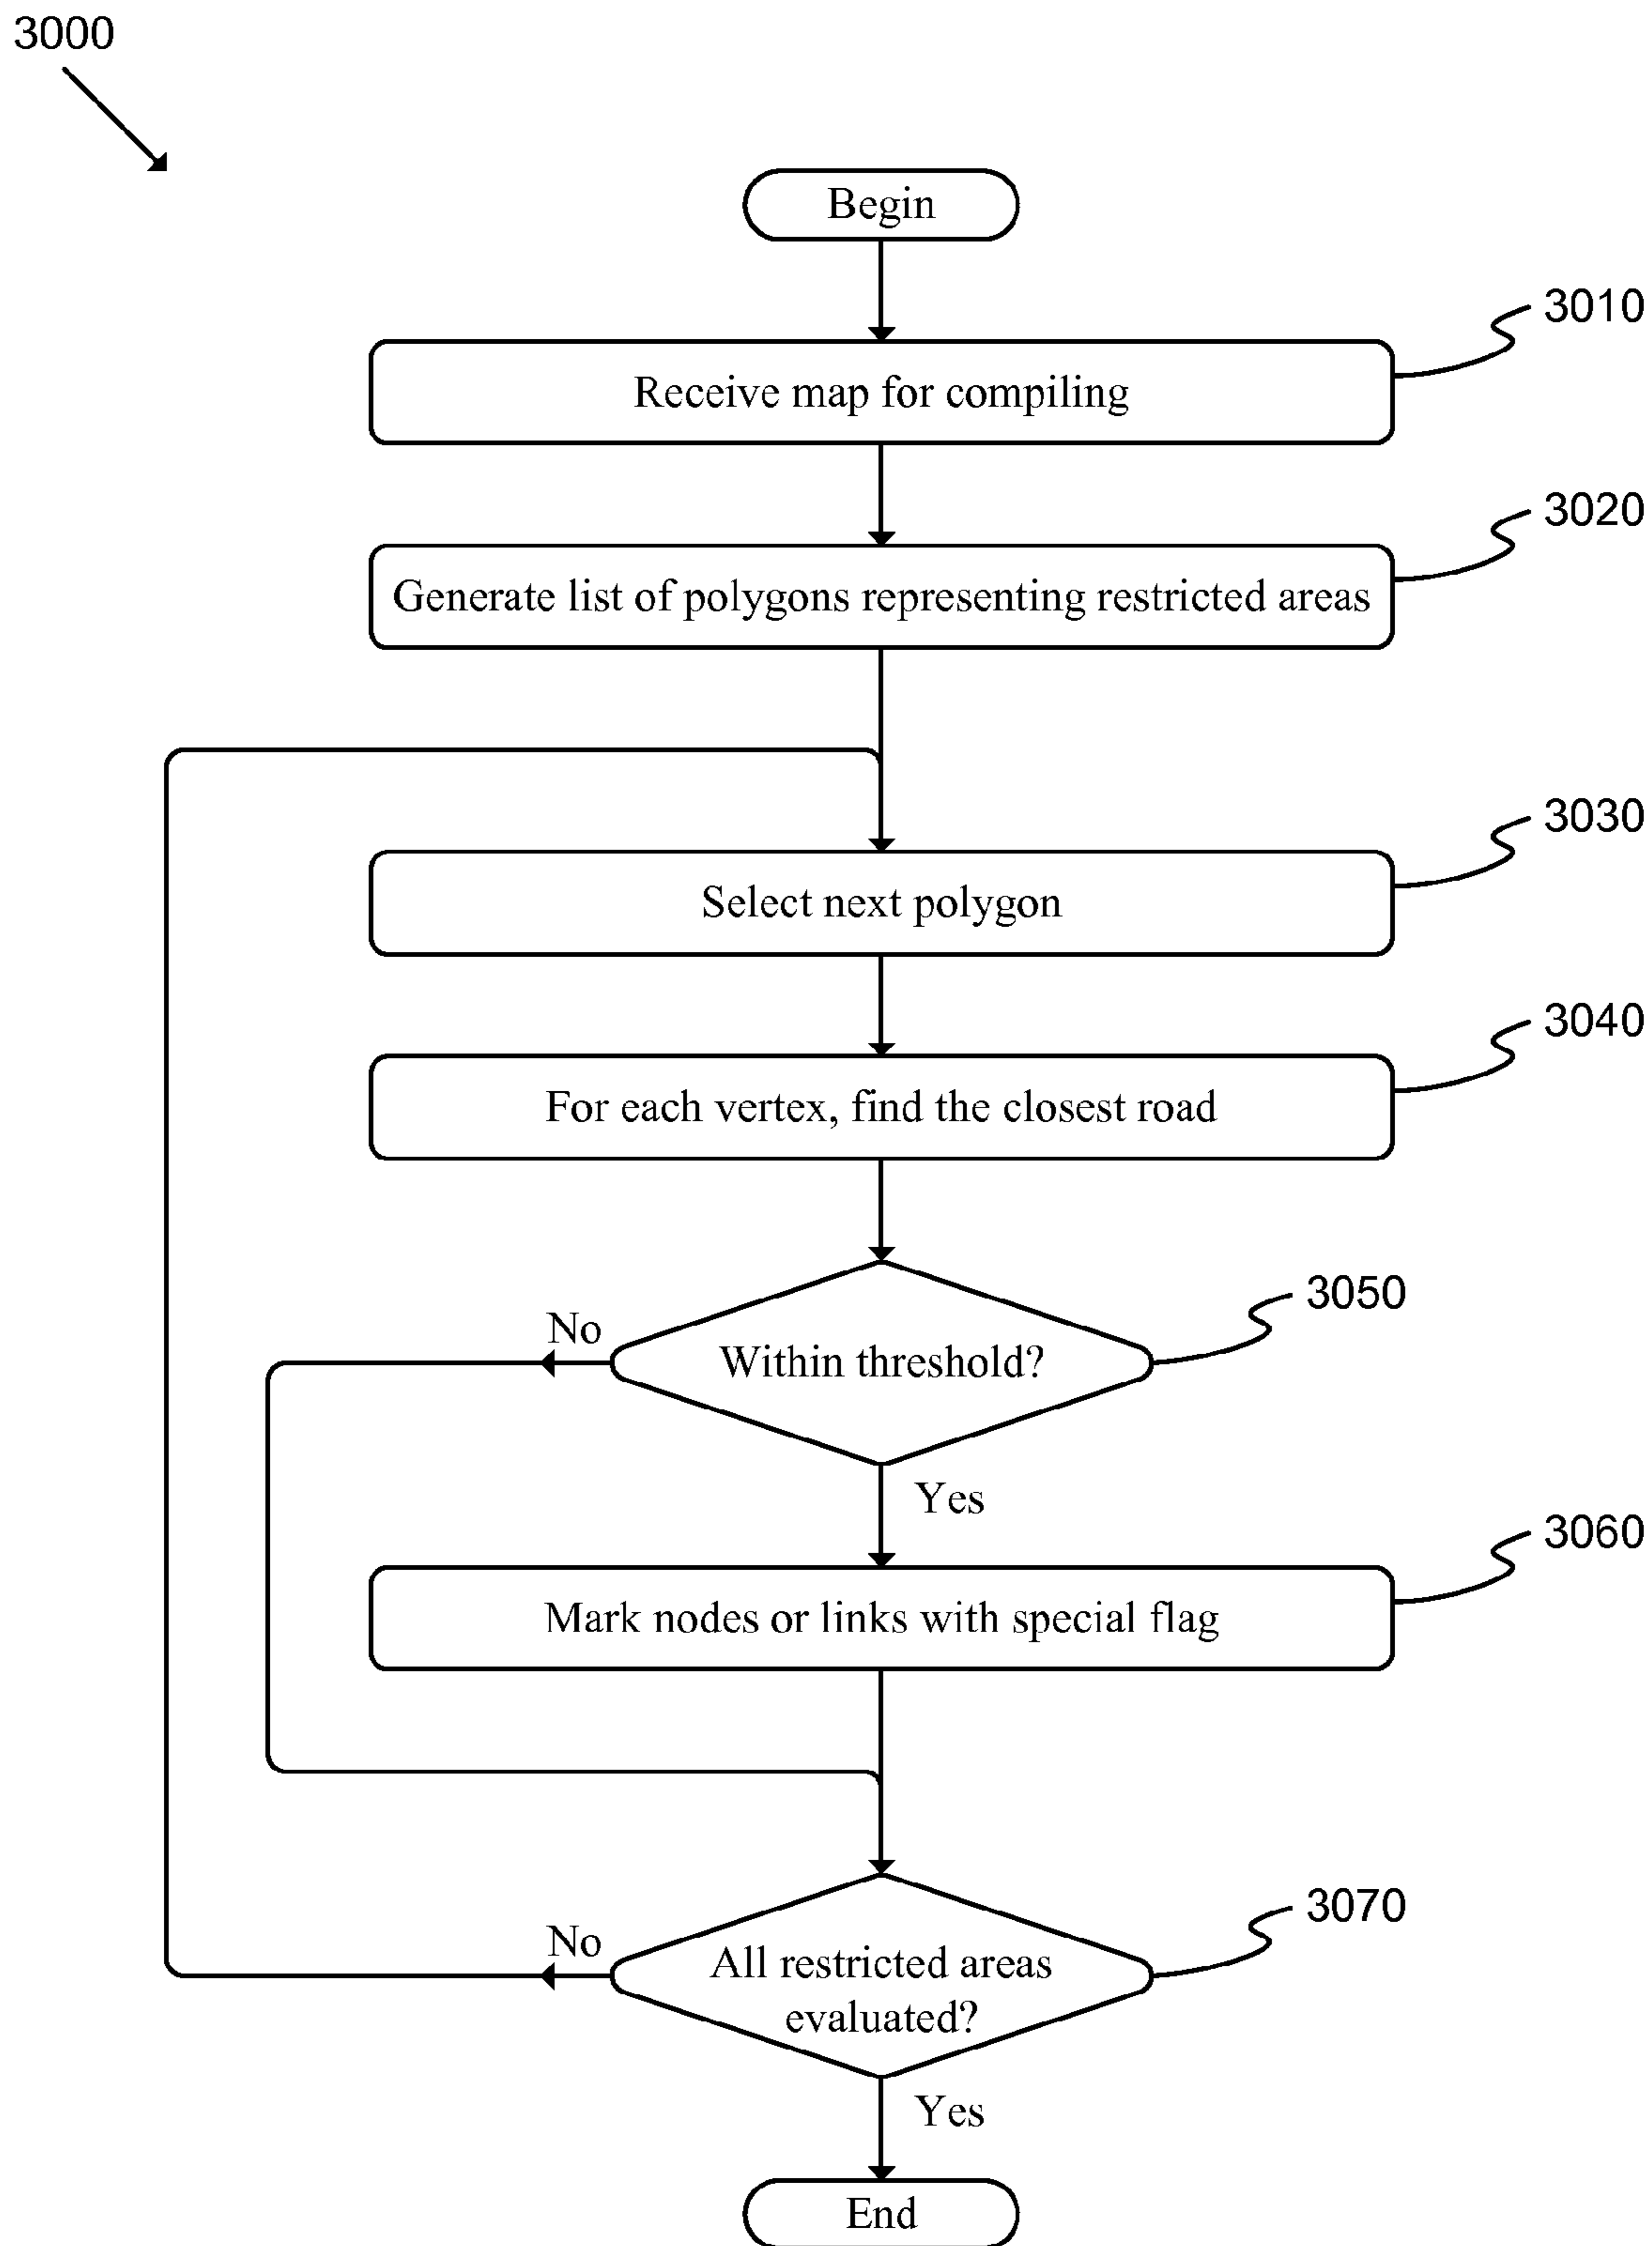 3000
Begin
3010
Receive map for compiling
3020
Generate list of polygons representing restricted areas
3030
Select next polygon
3040
For each vertex, find the closest road
3050
No
Within threshold?
Yes
3060
Mark nodes or links with special flag
3070
No
All restricted areas
evaluated?
Yes
End